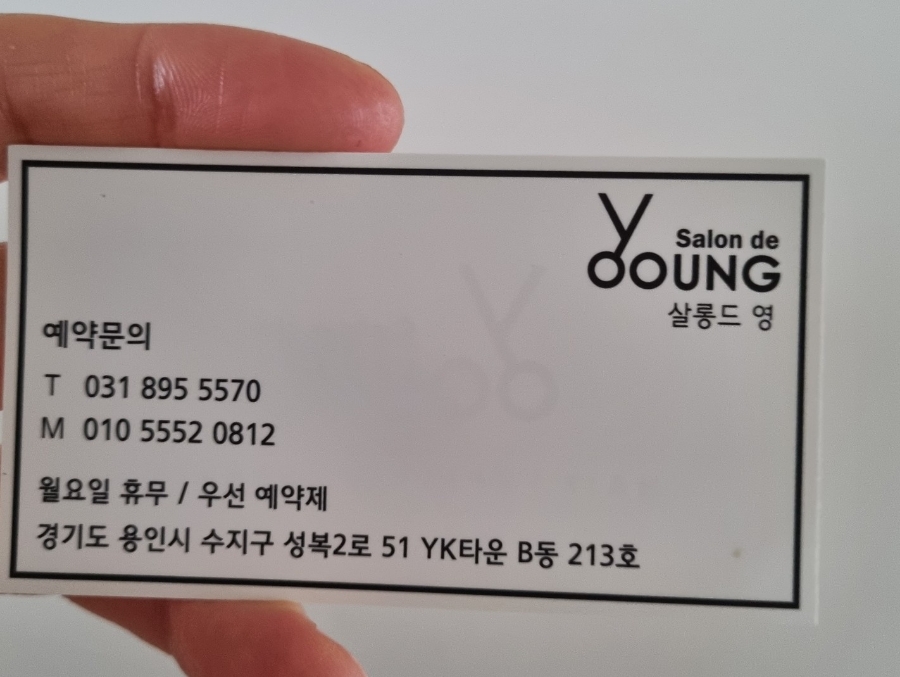 Salon de
YOOUNG
살롱드 영
예약문의
T 031 895 5570
M 010 5552 0812
월요일 휴무 / 우선 예약제
경기도 용인시 수지구 성복2로 51 YK타운 B동 213호